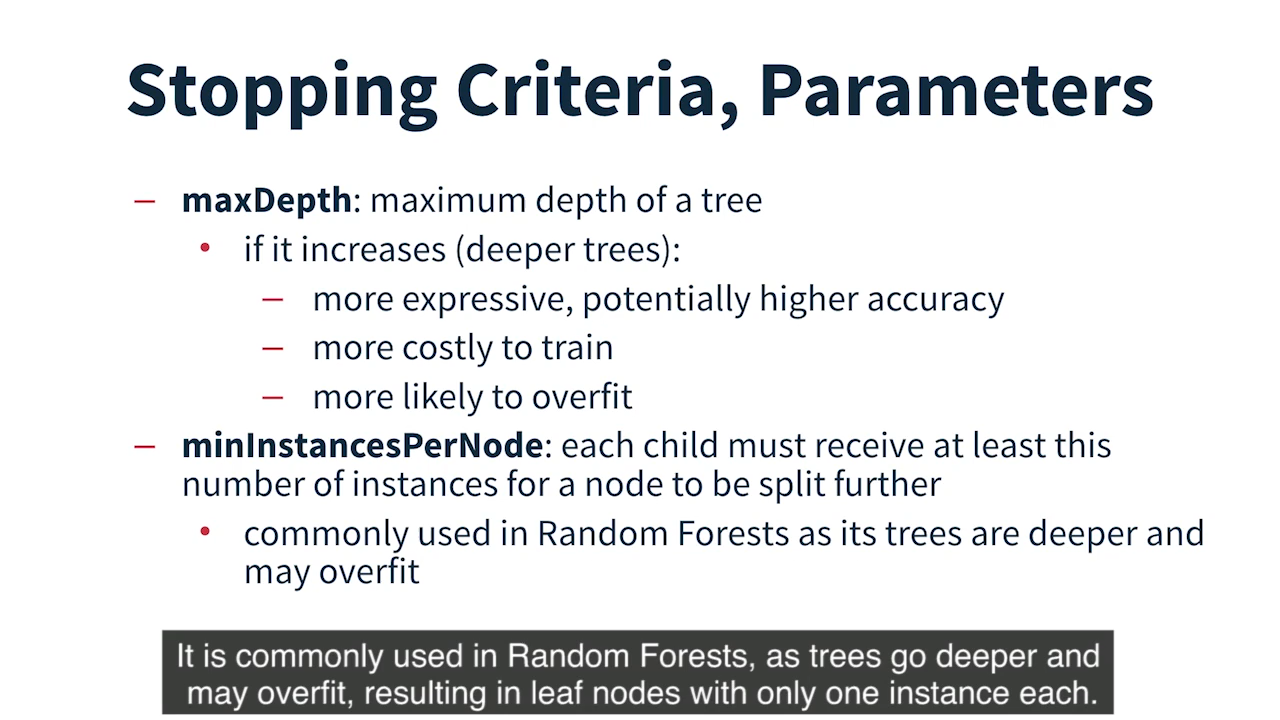 Stopping Criteria, Parameters
– maxDepth: maximum depth of a tree
• if it increases (deeper trees):
– more expressive, potentially higher accuracy
– more costly to train
– more likely to overfit
– minInstancesPerNode: each child must receive at least this
number of instances for a node to be split further
• commonly used in Random Forests as its trees are deeper and
may overfit
It is commonly used in Random Forests, as trees go deeper and
may overfit, resulting in leaf nodes with only one instance each.